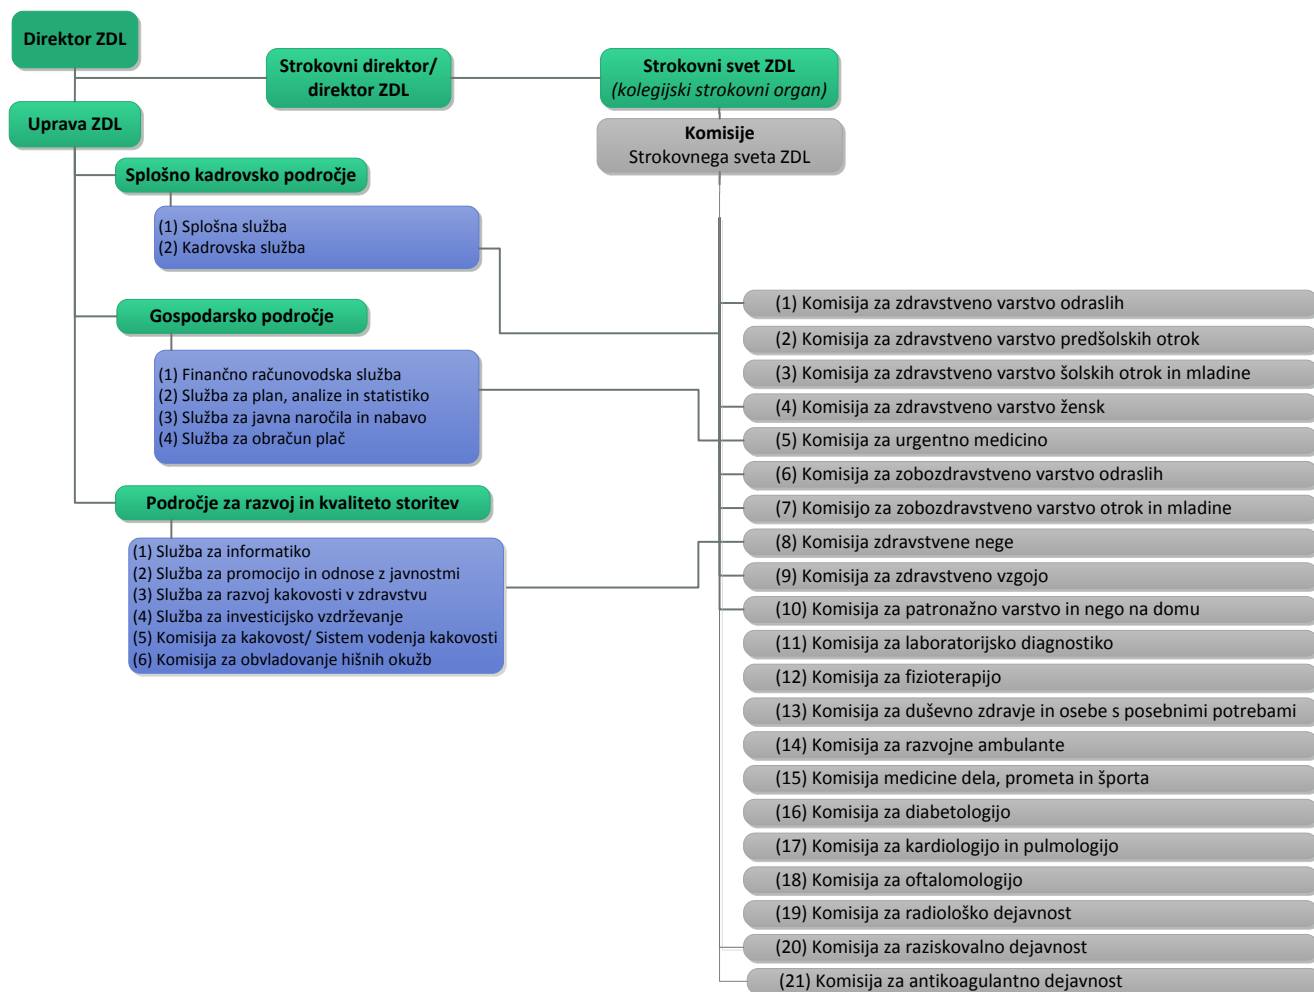 Direktor ZDL
Strokovni direktor/
direktor ZDL
Strokovni svet ZDL
(kolegijski strokovni organ)
Uprava ZDL
Komisije
Strokovnega sveta ZDL
Splošno kadrovsko področje
(1) Splošna služba
(2) Kadrovska služba
Gospodarsko področje
(1) Finančno računovodska služba
(2) Služba za plan, analize in statistiko
(3) Služba za javna naročila in nabavo
(4) Služba za obračun plač
Področje za razvoj in kvaliteto storitev
(1) Služba za informatiko
(2) Služba za promocijo in odnose z javnostmi
(3) Služba za razvoj kakovosti v zdravstvu
(4) Služba za investicijsko vzdrževanje
(5) Komisija za kakovost/ Sistem vodenja kakovosti
(6) Komisija za obvladovanje hišnih okužb
(1) Komisija za zdravstveno varstvo odraslih
(2) Komisija za zdravstveno varstvo predšolskih otrok
(3) Komisija za zdravstveno varstvo šolskih otrok in mladine
(4) Komisija za zdravstveno varstvo žensk
(5) Komisija za urgentno medicino
(6) Komisija za zobozdravstveno varstvo odraslih
(7) Komisijo za zobozdravstveno varstvo otrok in mladine
(8) Komisija zdravstvene nege
(9) Komisija za zdravstveno vzgojo
(10) Komisija za patronažno varstvo in nego na domu
(11) Komisija za laboratorijsko diagnostiko
(12) Komisija za fizioterapijo
(13) Komisija za duševno zdravje in osebe s posebnimi potrebami
(14) Komisija za razvojne ambulante
(15) Komisija medicine dela, prometa in športa
(16) Komisija za diabetologijo
(17) Komisija za kardiologijo in pulmologijo
(18) Komisija za oftalomologijo
(19) Komisija za radiološko dejavnost
(20) Komisija za raziskovalno dejavnost
(21) Komisija za antikoagulantno dejavnost